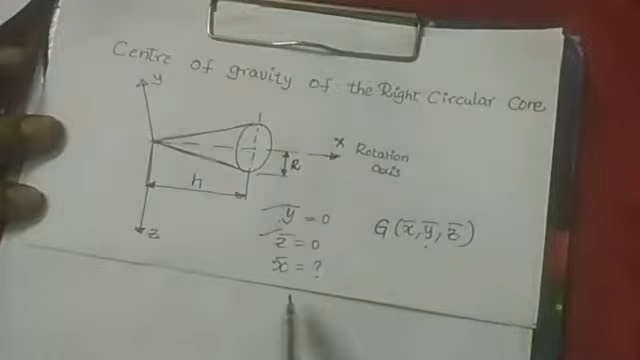 Centre of gravity of the Right Circular Cone
y
x Rotation
axis
R
h
z
y̅ = 0
z̅ = 0
x̅ = ?
G (x̅, y̅, z̅)